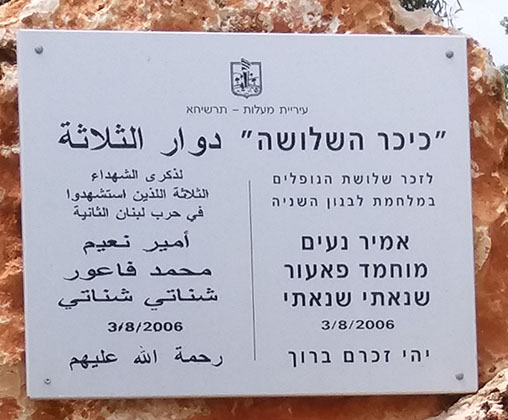 עיריית מעלות - תרשיחא
"כיכר השלושה" دوار الثلاثة
לזכר שלושת הנופלים
במלחמת לבנון השניה
אמיר נעים
מוחמד פאעור
שנאתי שנאתי
3/8/2006
יהי זכרם ברוך
لذكرى الشهداء
الثلاثة اللذين استشهدوا
في حرب لبنان الثانية
أمير نعيم
محمد فاعور
شناتي شناتي
3/8/2006
رحمة الله عليهم